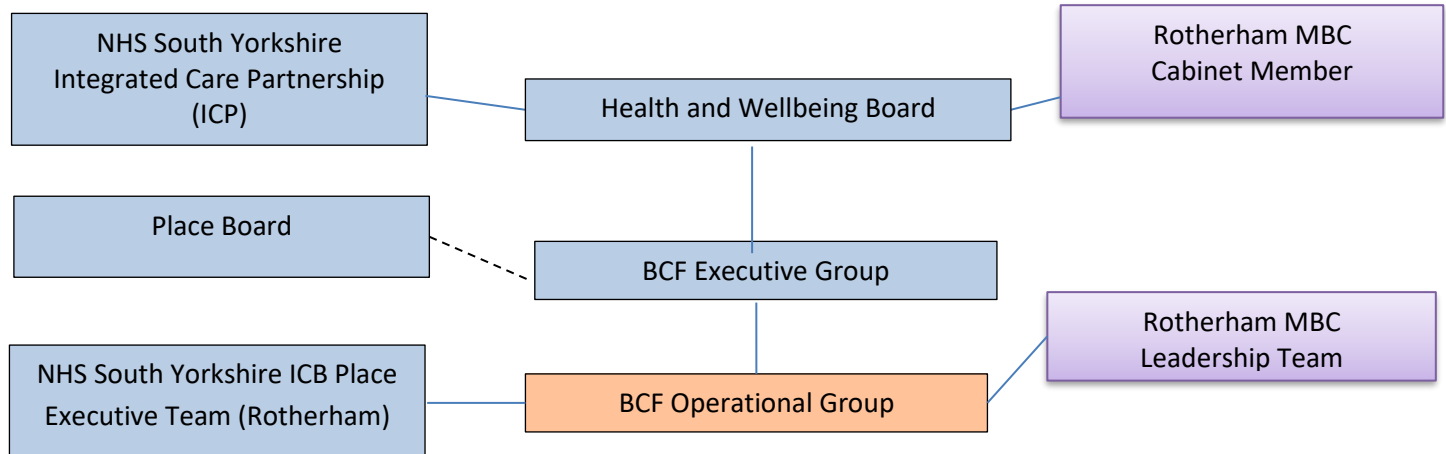 NHS South Yorkshire
Integrated Care Partnership
(ICP)
Health and Wellbeing Board
Rotherham MBC
Cabinet Member
Place Board
BCF Executive Group
Rotherham MBC
Leadership Team
NHS South Yorkshire ICB Place
Executive Team (Rotherham)
BCF Operational Group